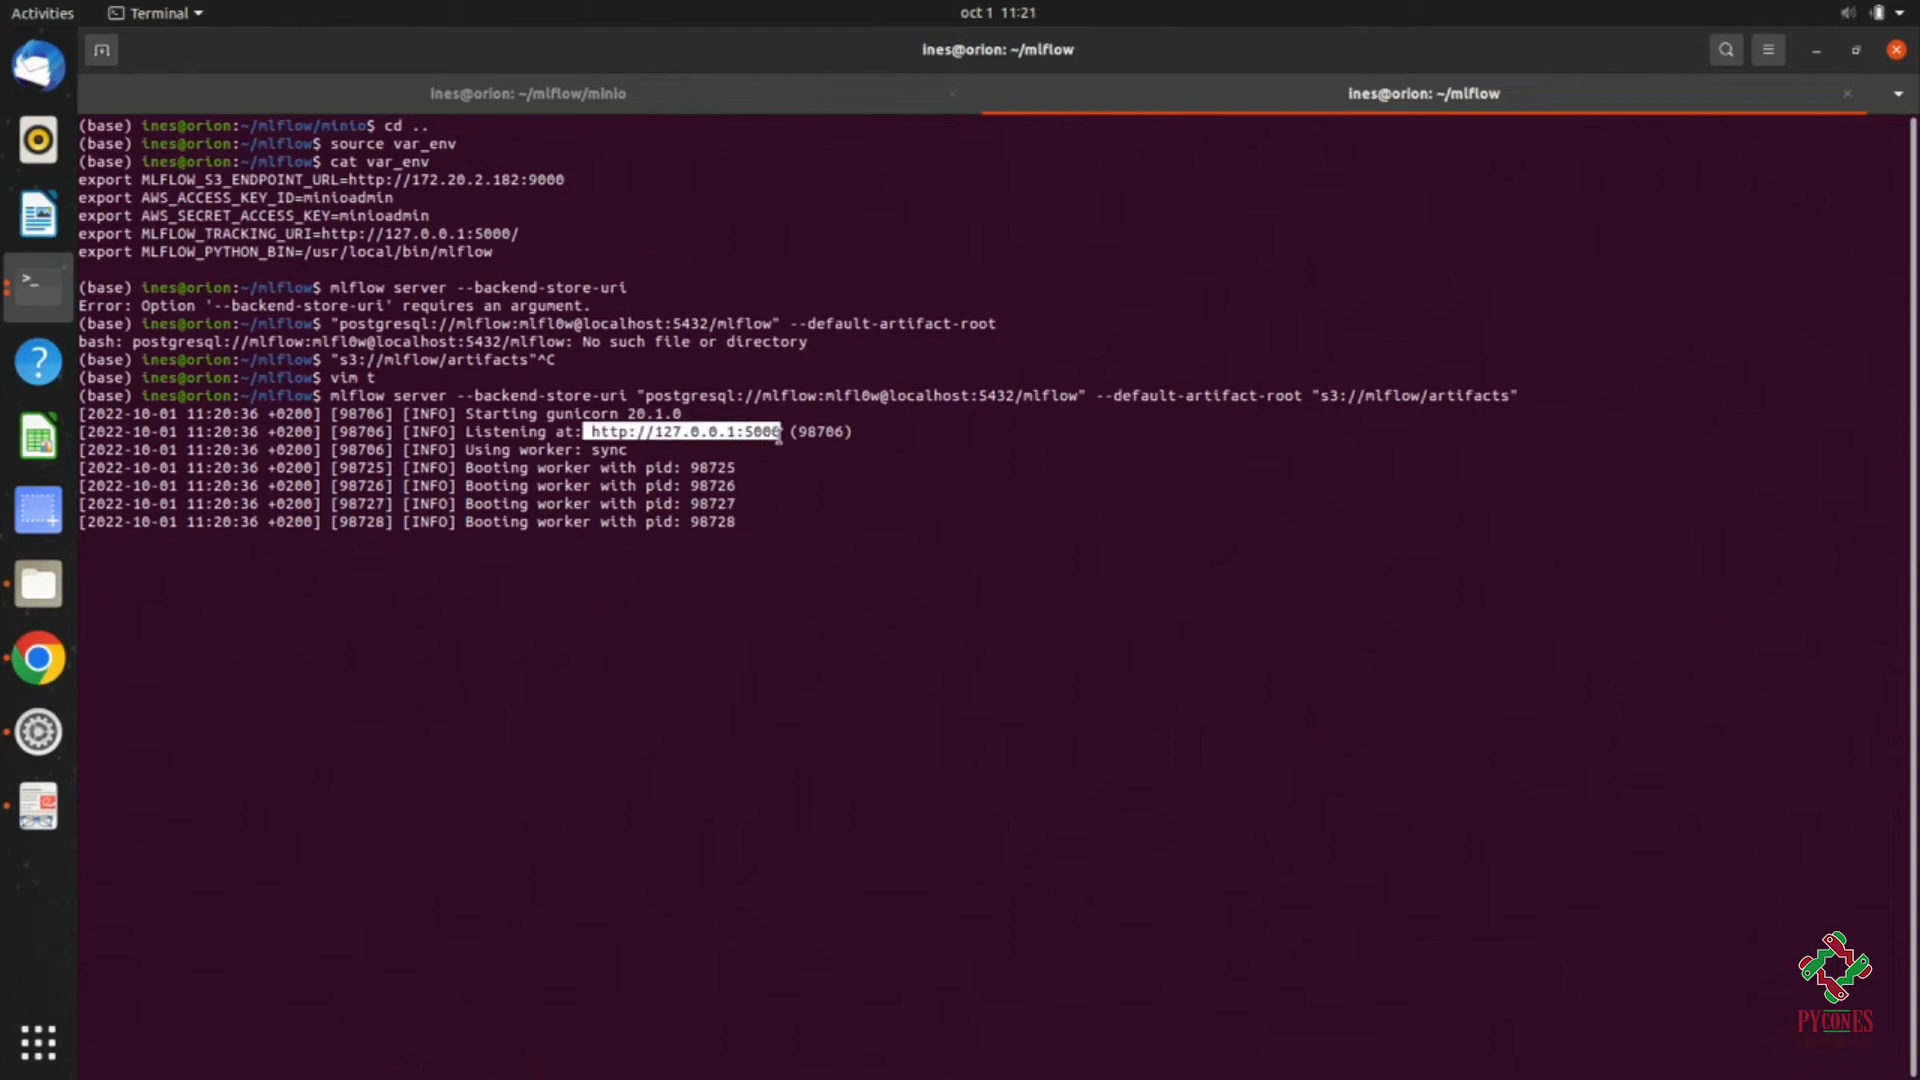 Activities
Terminal
oct 1 11:21
ines@orion: ~/mlflow
ines@orion: ~/mlflow/minio
ines@orion: ~/mlflow
(base) ines@orion:~/mlflow/minio$ cd ..
(base) ines@orion:~/mlflow$ source var_env
(base) ines@orion:~/mlflow$ cat var_env
export MLFLOW_S3_ENDPOINT_URL=http://172.20.2.182:9000
export AWS_ACCESS_KEY_ID=minioadmin
export AWS_SECRET_ACCESS_KEY=minioadmin
export MLFLOW_TRACKING_URI=http://127.0.0.1:5000/
export MLFLOW_PYTHON_BIN=/usr/local/bin/mlflow
(base) ines@orion:~/mlflow$ mlflow server --backend-store-uri
Error: Option '--backend-store-uri' requires an argument.
(base) ines@orion:~/mlflow$ "postgresql://mlflow:mlfl0w@localhost:5432/mlflow" --default-artifact-root
bash: postgresql://mlflow:mlfl0w@localhost:5432/mlflow: No such file or directory
(base) ines@orion:~/mlflow$ "s3://mlflow/artifacts"^C
(base) ines@orion:~/mlflow$ vim t
(base) ines@orion:~/mlflow$ mlflow server --backend-store-uri "postgresql://mlflow:mlfl0w@localhost:5432/mlflow" --default-artifact-root "s3://mlflow/artifacts"
[2022-10-01 11:20:36 +0200] [98706] [INFO] Starting gunicorn 20.1.0
[2022-10-01 11:20:36 +0200] [98706] [INFO] Listening at: http://127.0.0.1:5000 (98706)
[2022-10-01 11:20:36 +0200] [98706] [INFO] Using worker: sync
[2022-10-01 11:20:36 +0200] [98725] [INFO] Booting worker with pid: 98725
[2022-10-01 11:20:36 +0200] [98726] [INFO] Booting worker with pid: 98726
[2022-10-01 11:20:36 +0200] [98727] [INFO] Booting worker with pid: 98727
[2022-10-01 11:20:36 +0200] [98728] [INFO] Booting worker with pid: 98728
PYCONES